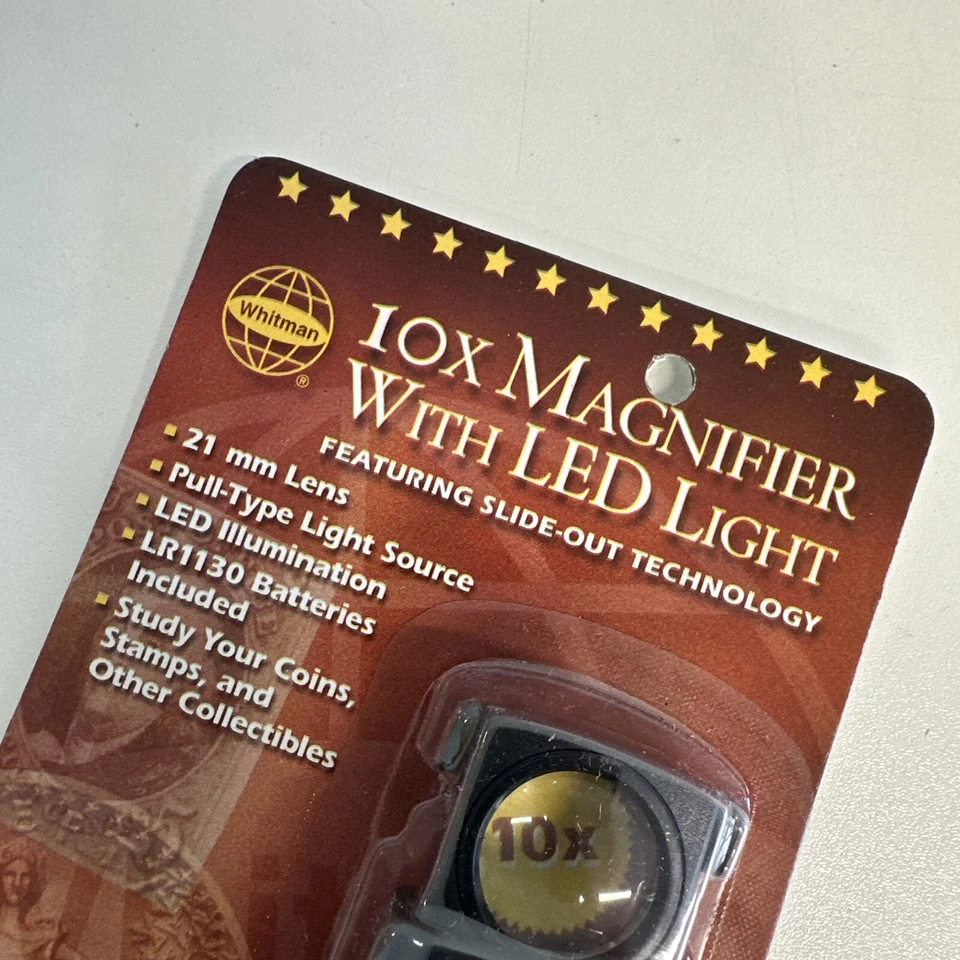 Whitman
®
10x Magnifier
With LED Light
FEATURING SLIDE-OUT TECHNOLOGY
▪ 21 mm Lens
▪ Pull-Type Light Source
▪ LED Illumination
▪ LR1130 Batteries
Included
▪ Study Your Coins,
Stamps, and
Other Collectibles
10x